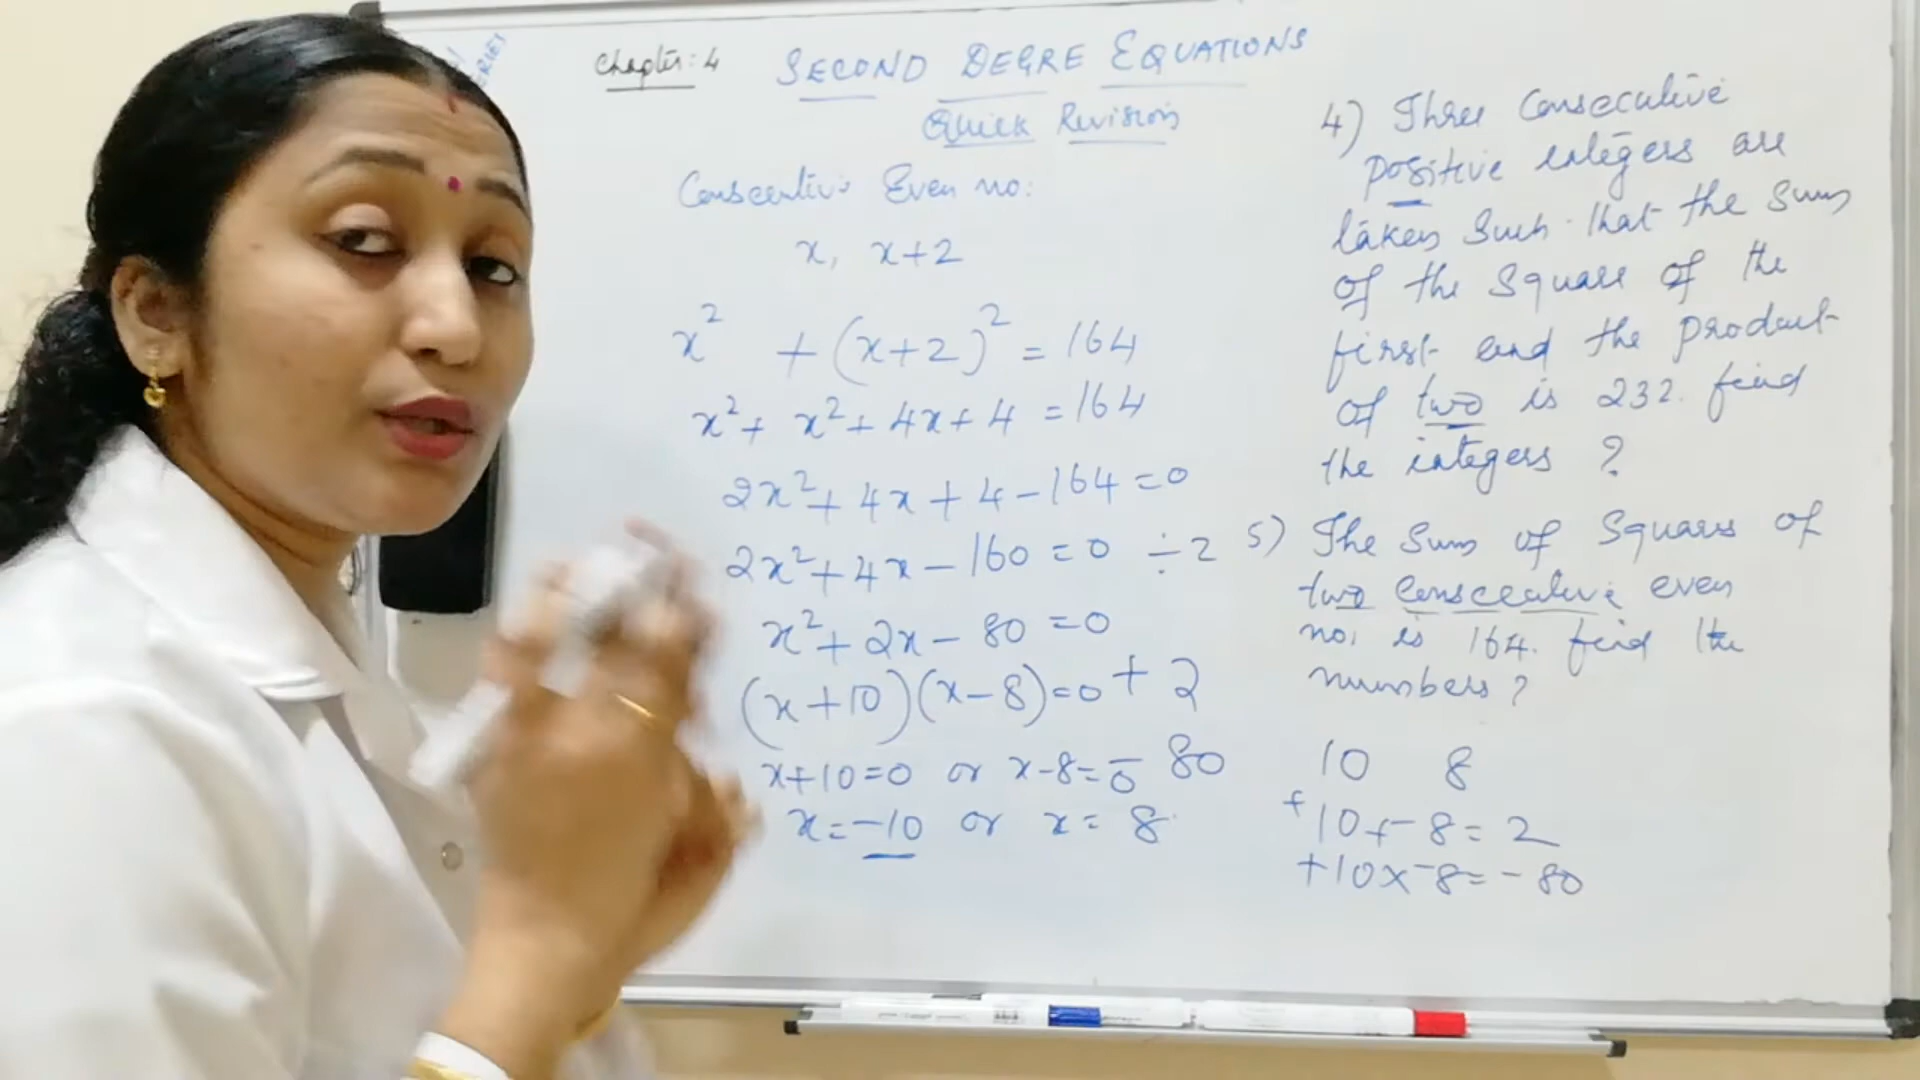 Chapter: 4
SECOND DEGRE EQUATIONS
Quick Revision
Consecutive Even no:
x, x+2
x² + (x+2)² = 164
x² + x² + 4x + 4 = 164
2x² + 4x + 4 - 164 = 0
2x² + 4x - 160 = 0 ÷ 2
x² + 2x - 80 = 0
(x+10)(x-8)=0 + 2
x+10=0 or x-8=0 - 80
x=-10 or x=8
4) Three Consecutive
positive integers are
taken Such that the Sum
of the Square of the
first and the product
of two is 232. find
the integers ?
5) The Sum of Squares of
two consecutive even
no. is 164. find the
numbers ?
10 8
+10+-8=2
+10x-8=-80